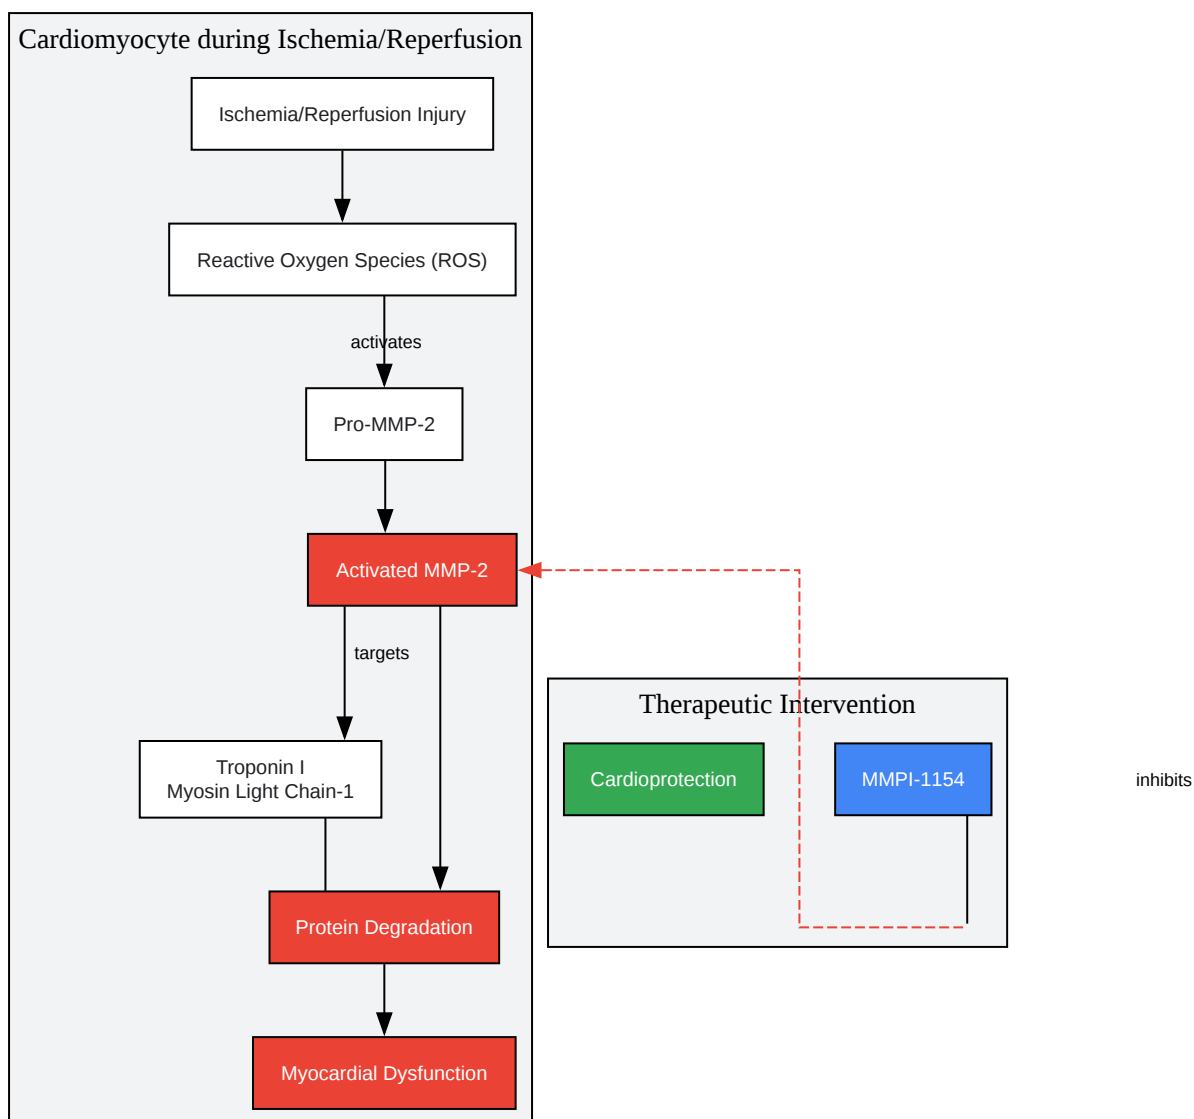 Cardiomyocyte during Ischemia/Reperfusion
Ischemia/Reperfusion Injury
Reactive Oxygen Species (ROS)
activates
Pro-MMP-2
Activated MMP-2
targets
Troponin I
Myosin Light Chain-1
Protein Degradation
Myocardial Dysfunction
Therapeutic Intervention
Cardioprotection
MMPI-1154
inhibits